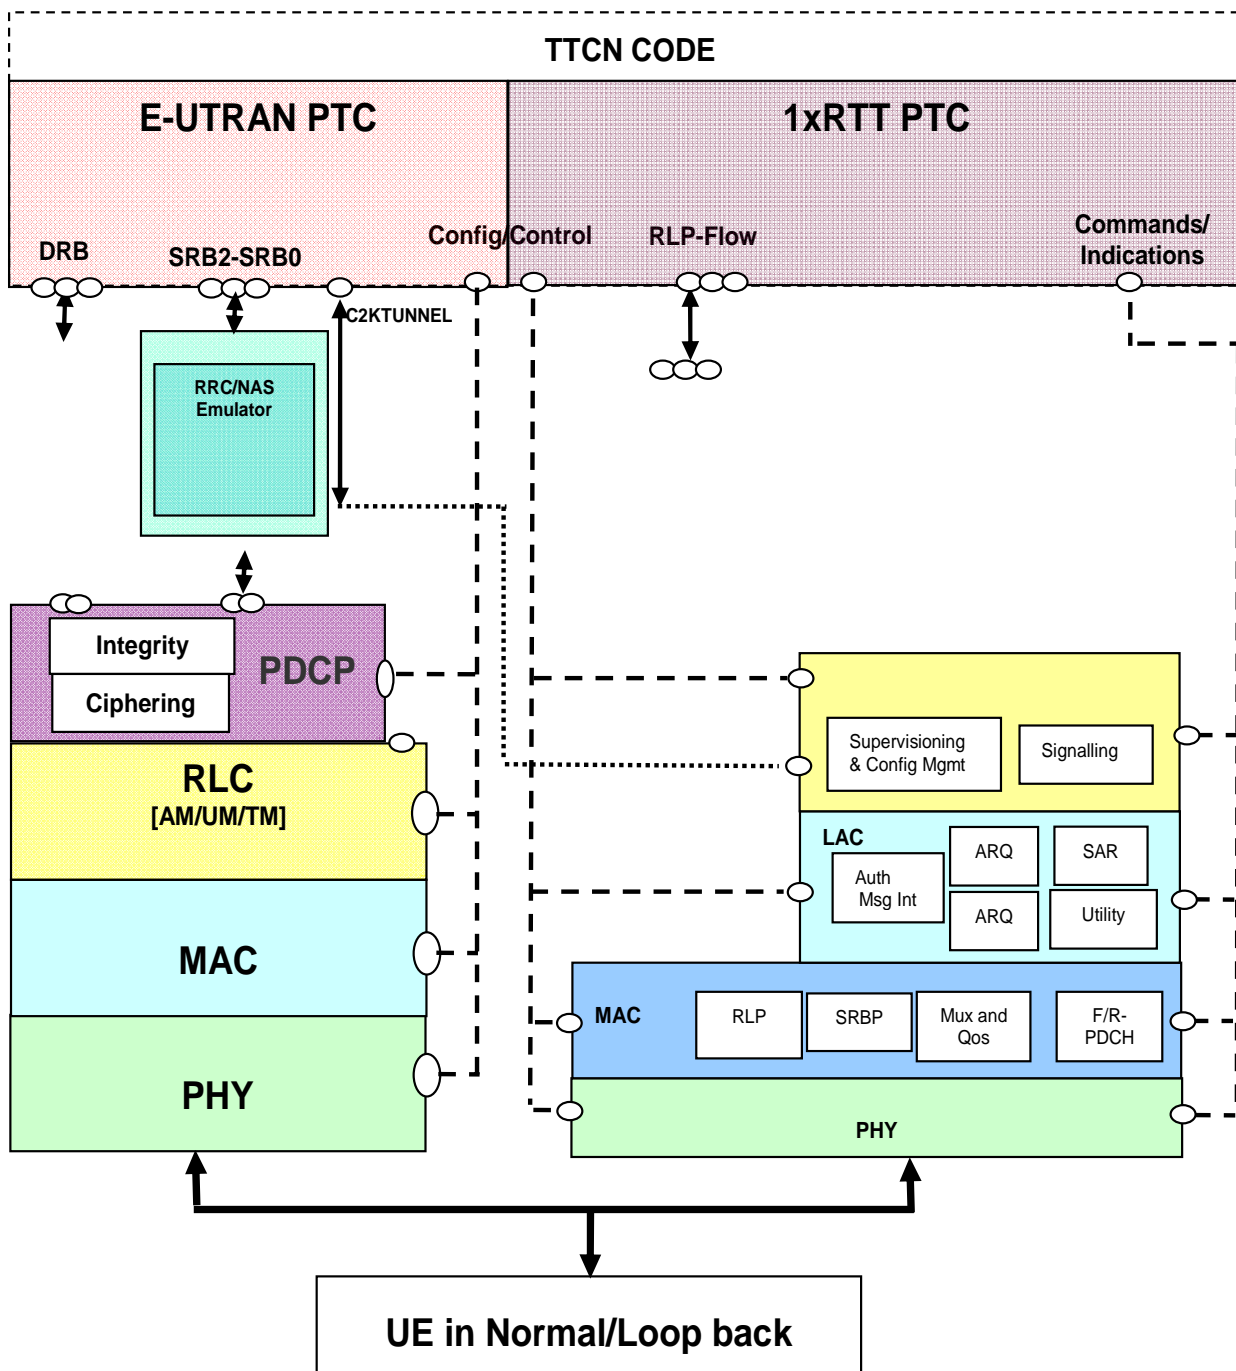 TTCN CODE
E-UTRAN PTC
1xRTT PTC
DRB
SRB2-SRB0
Config/Control
RLP-Flow
Commands/
Indications
C2KTUNNEL
RRC/NAS
Emulator
Integrity
Ciphering
PDCP
RLC
[AM/UM/TM]
MAC
PHY
Supervisioning
& Config Mgmt
Signalling
LAC
Auth
Msg Int
ARQ
SAR
ARQ
Utility
MAC
RLP
SRBP
Mux and
Qos
F/R-
PDCH
PHY
UE in Normal/Loop back